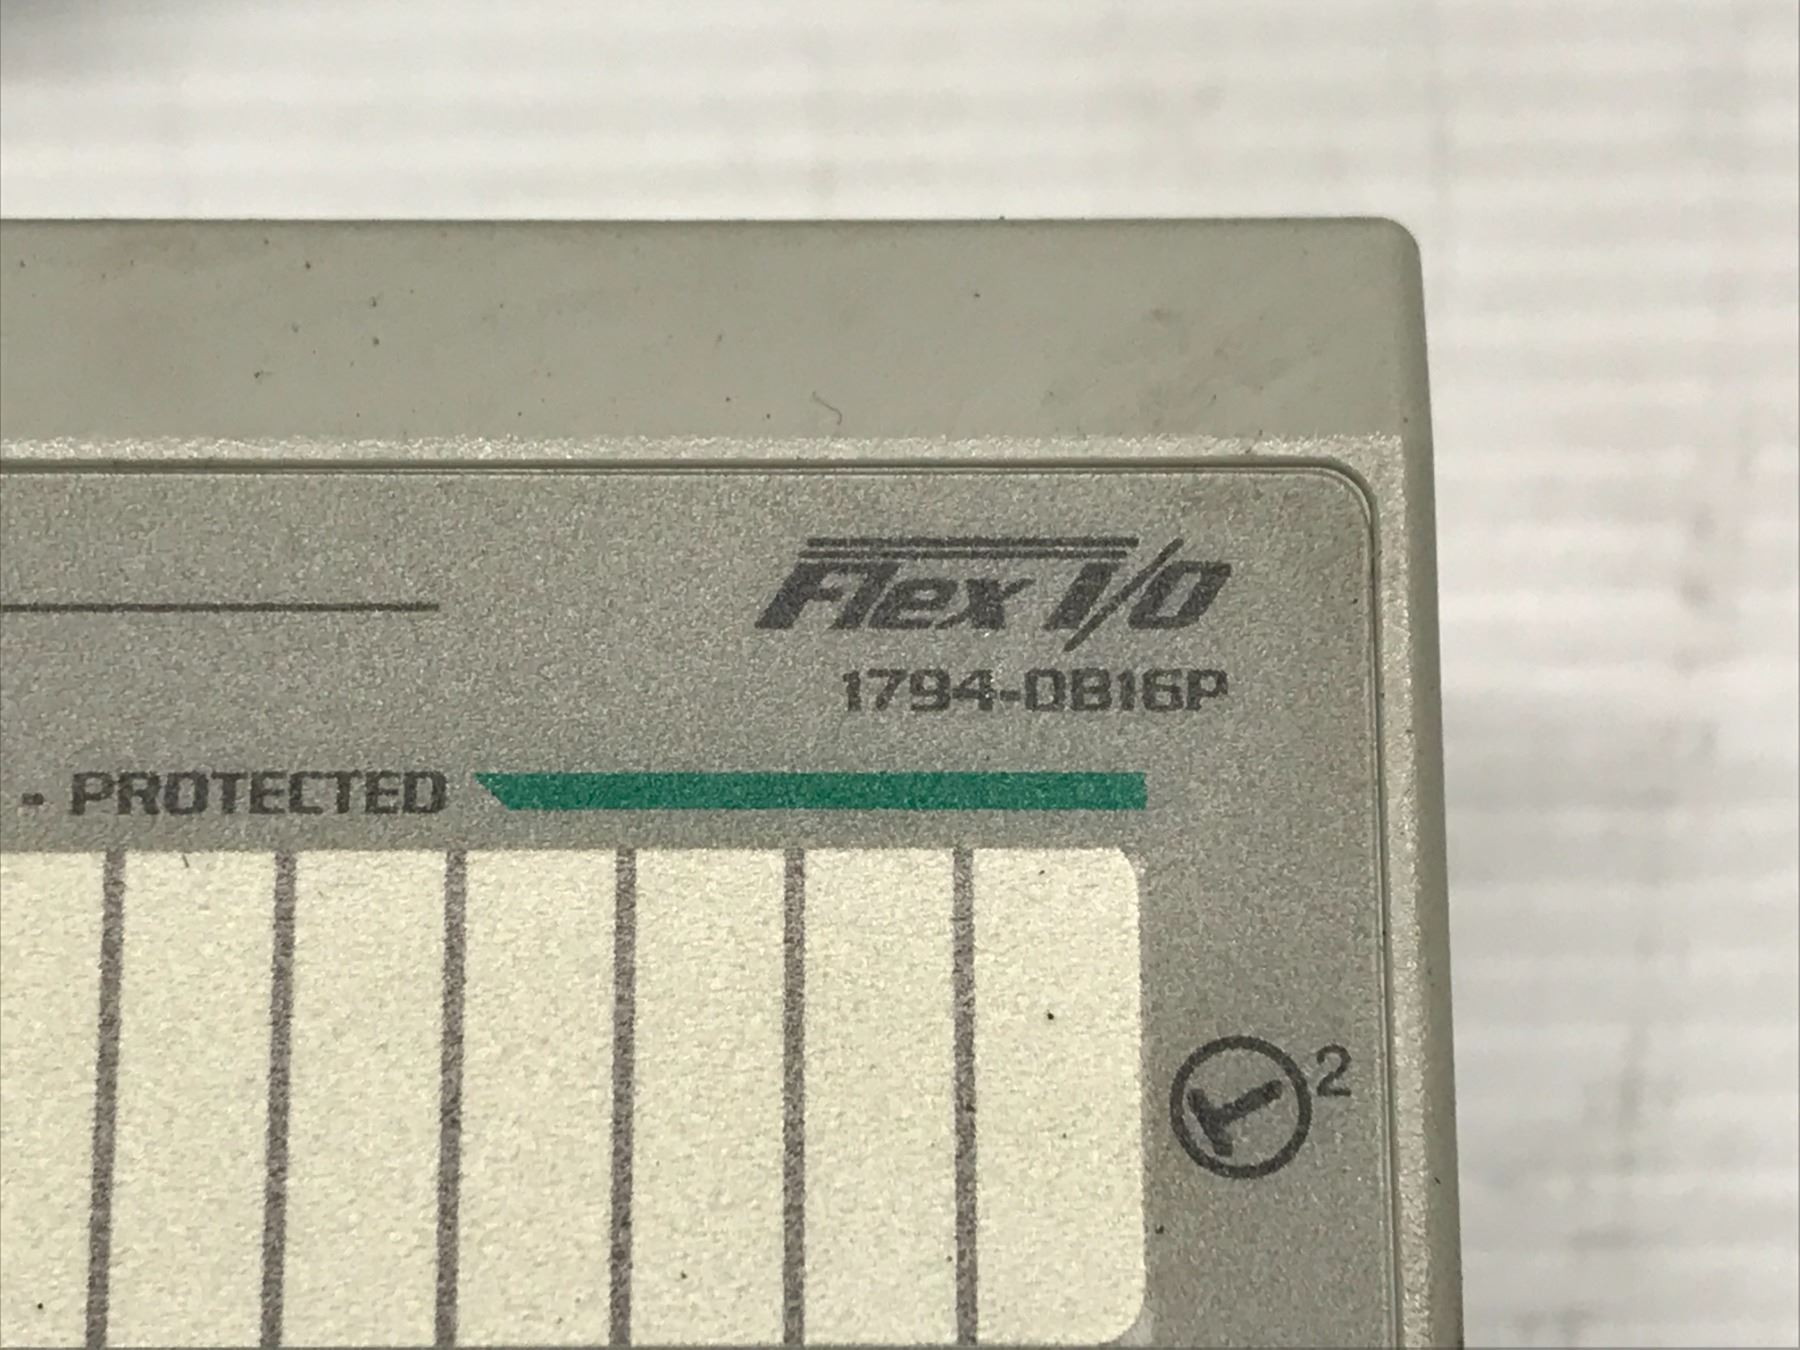 Flex I/O
1794-OB16P
- PROTECTED
2